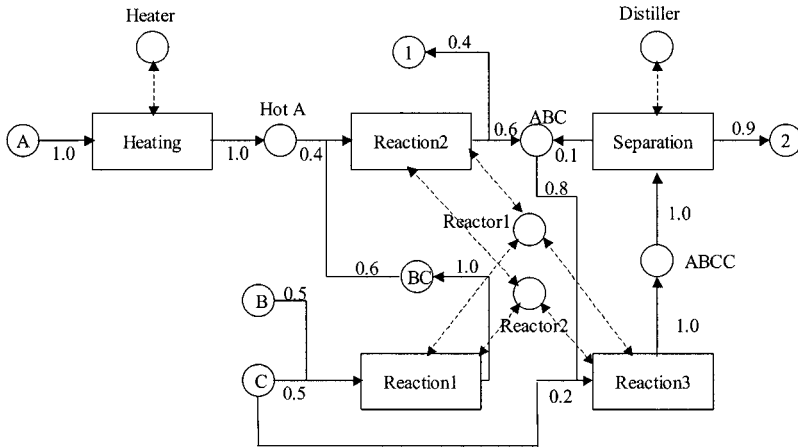 Heater
Distiller
1
0.4
Hot A
ABC
A
1.0
Heating
1.0
0.4
Reaction2
0.6
0.1
Separation
0.9
2
0.8
1.0
Reactor1
ABCC
0.6
BC
1.0
B
0.5
Reactor2
1.0
C
0.5
Reaction1
0.2
Reaction3